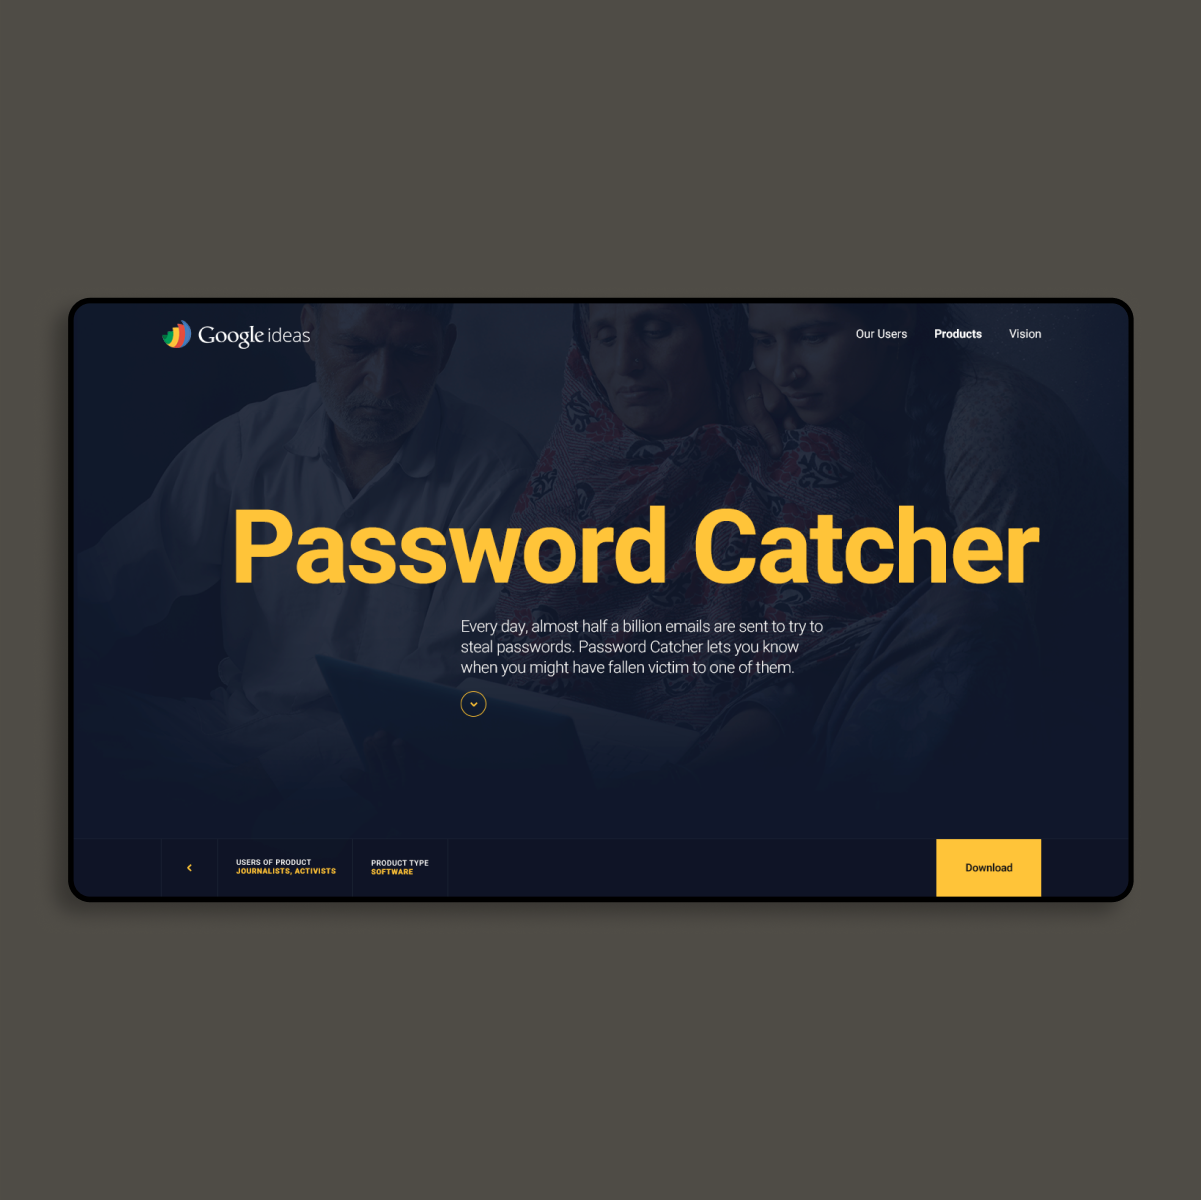 Google ideas
Our Users
Products
Vision
Password Catcher
Every day, almost half a billion emails are sent to try to
steal passwords. Password Catcher lets you know
when you might have fallen victim to one of them.
USERS OF PRODUCT
JOURNALISTS, ACTIVISTS
PRODUCT TYPE
SOFTWARE
Download